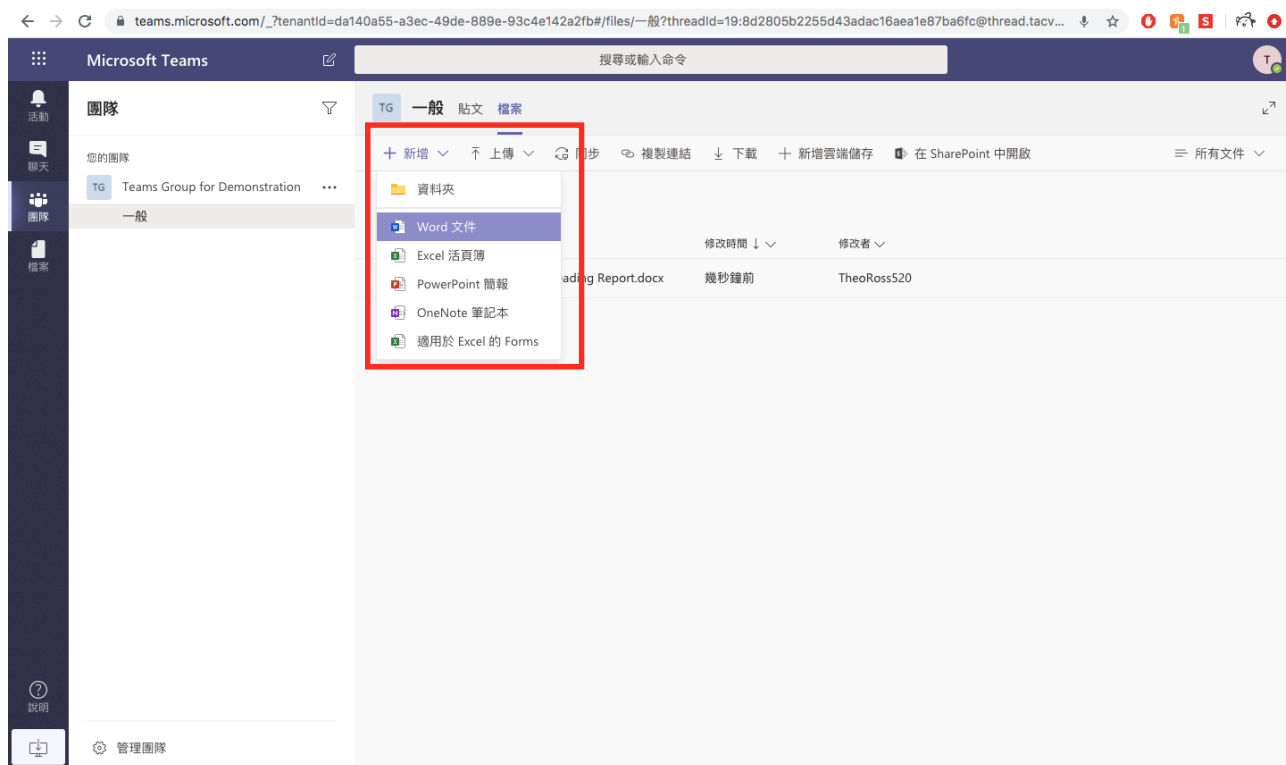 teams.microsoft.com/_?tenantId=da140a55-a3ec-49de-889e-93c4e142a2fb#/files/一般?threadId=19:8d2805b2255d43adac16aea1e87ba6fc@thread.tacv...
Microsoft Teams
搜尋或輸入命令
T
活動
聊天
團隊
檔案
說明
團隊
您的團隊
TG Teams Group for Demonstration
一般
管理團隊
TG 一般 貼文 檔案
新增 上傳 同步 複製連結 下載 新增雲端儲存 在 SharePoint 中開啟 所有文件
資料夾
Word 文件
Excel 活頁簿
PowerPoint 簡報
OneNote 筆記本
適用於 Excel 的 Forms
修改時間 ↓ 修改者
Report.docx 幾秒鐘前 TheoRoss520